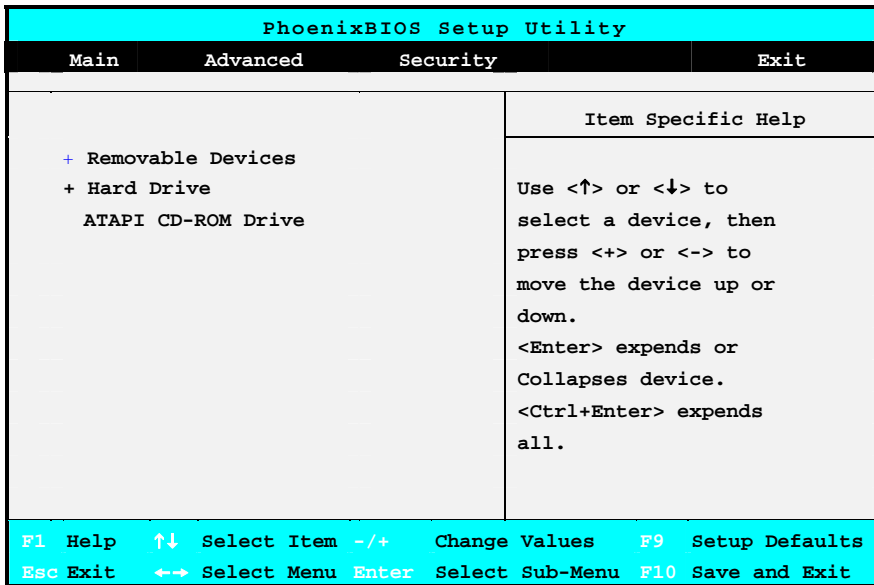 PhoenixBIOS Setup Utility
Main Advanced Security Exit
Item Specific Help
+ Removable Devices
+ Hard Drive
ATAPI CD-ROM Drive
Use <↑> or <↓> to
select a device, then
press <+> or <-> to
move the device up or
down.
<Enter> expends or
Collapses device.
<Ctrl+Enter> expends
all.
F1 Help ↑↓ Select Item -/+ Change Values F9 Setup Defaults
Esc Exit ←→ Select Menu Enter Select Sub-Menu F10 Save and Exit